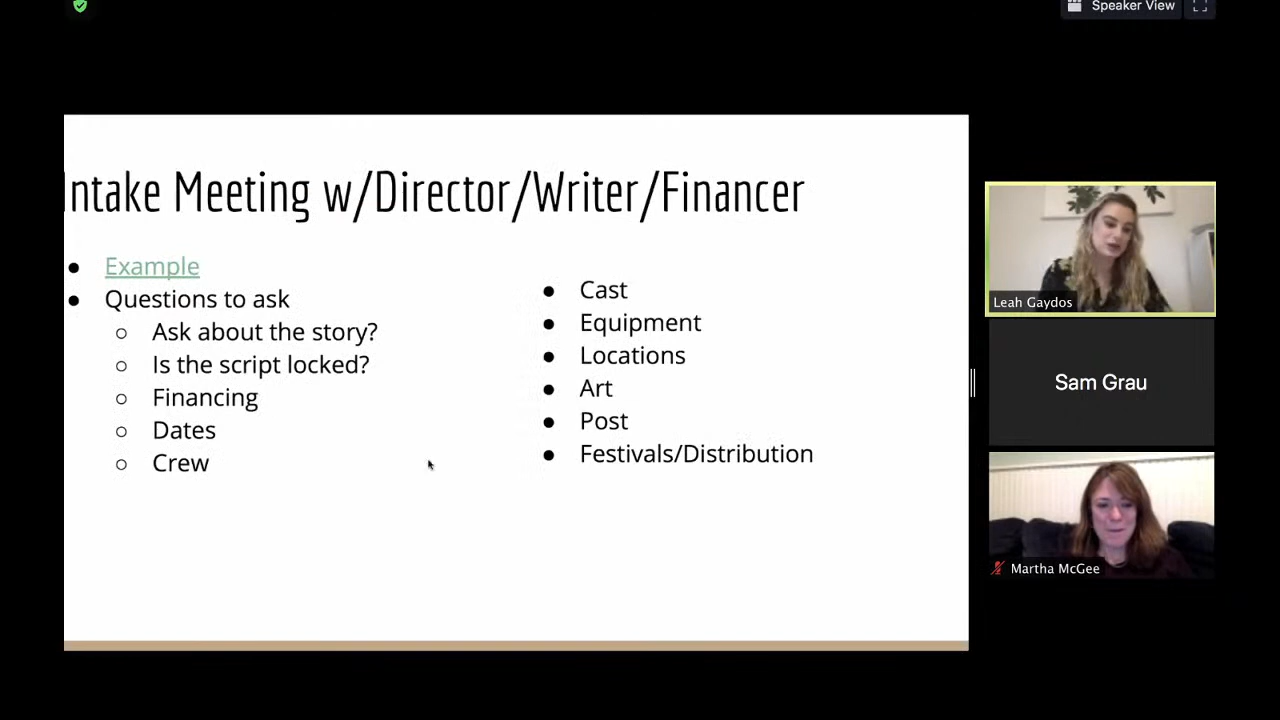 Speaker View
ntake Meeting w/Director/Writer/Financer
Example
Questions to ask
Ask about the story?
Is the script locked?
Financing
Dates
Crew
Cast
Equipment
Locations
Art
Post
Festivals/Distribution
Leah Gaydos
Sam Grau
Martha McGee